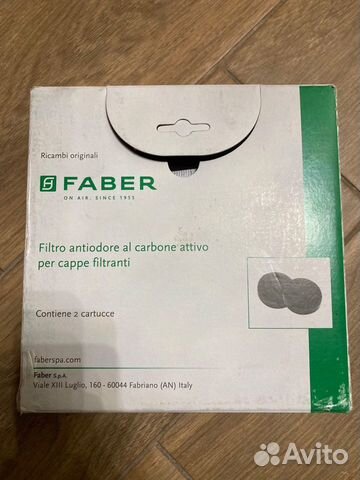 Ricambi originali
FABER
ON AIR. SINCE 1955
Filtro antiodore al carbone attivo
per cappe filtranti
Contiene 2 cartucce
faberspa.com
Faber S.p.A.
Viale XIII Luglio, 160 - 60044 Fabriano (AN) Italy
Avito